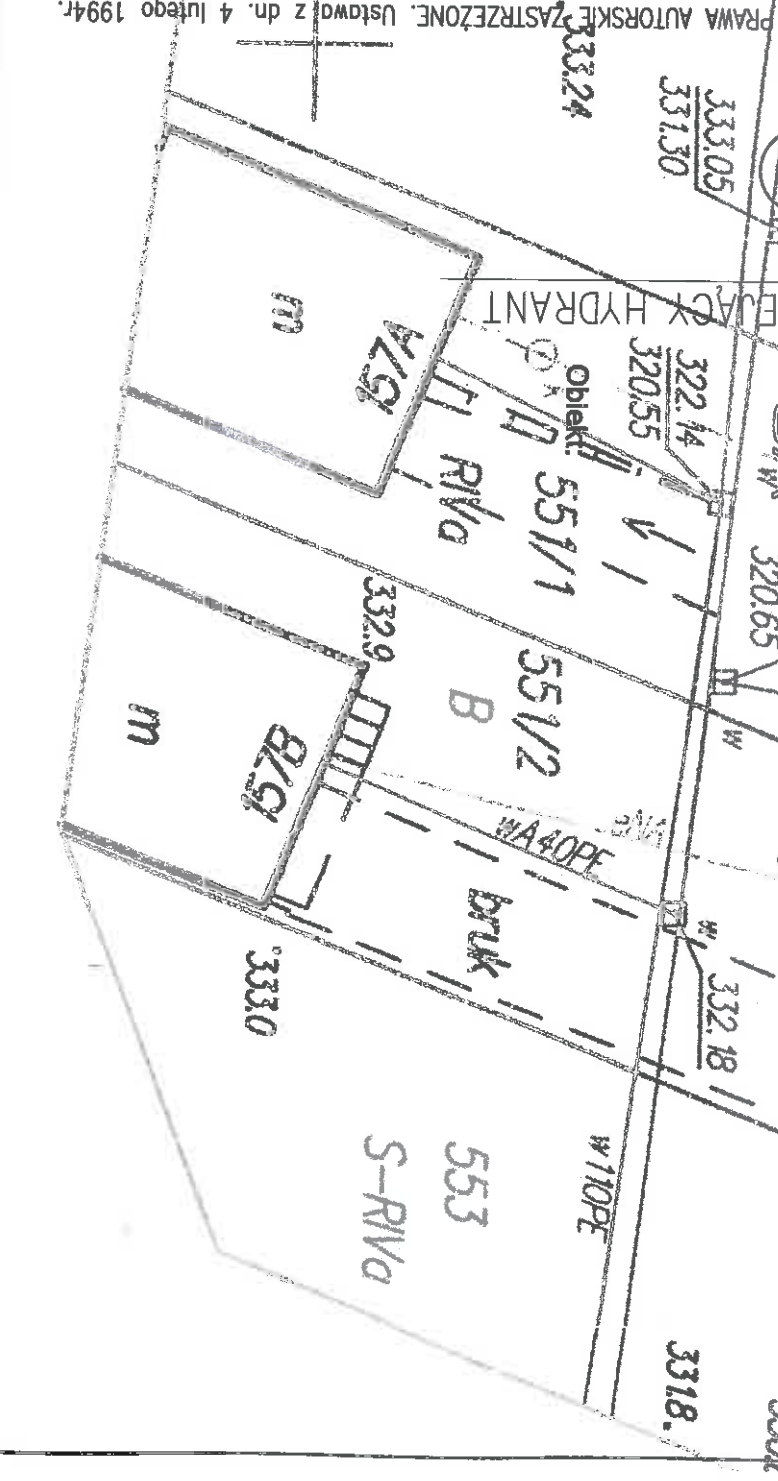 PRAWA AUTORSKIE ZASTRZEŻONE. Ustawa z dn. 4 lutego 1994r.
333.24
333.05
331.30
EJĄCY HYDRANT
322.14
320.55
Obiekt:
320.65
w
m
157A
RIVa
551/1
332.9
551/2
B
w
m
157B
wA40PE
bruk
w
332.18
333.0
553
S-RIVa
w110PE
331.8